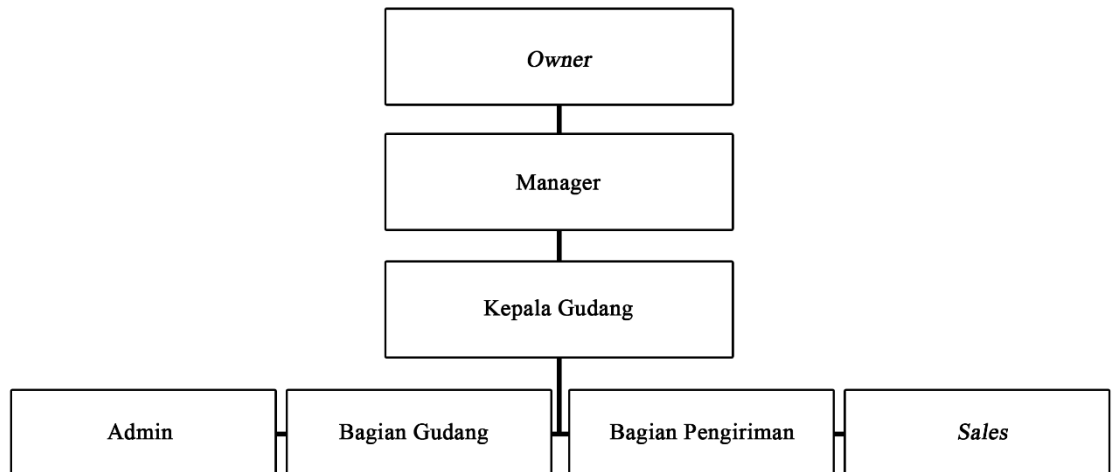 Owner
Manager
Kepala Gudang
Admin
Bagian Gudang
Bagian Pengiriman
Sales